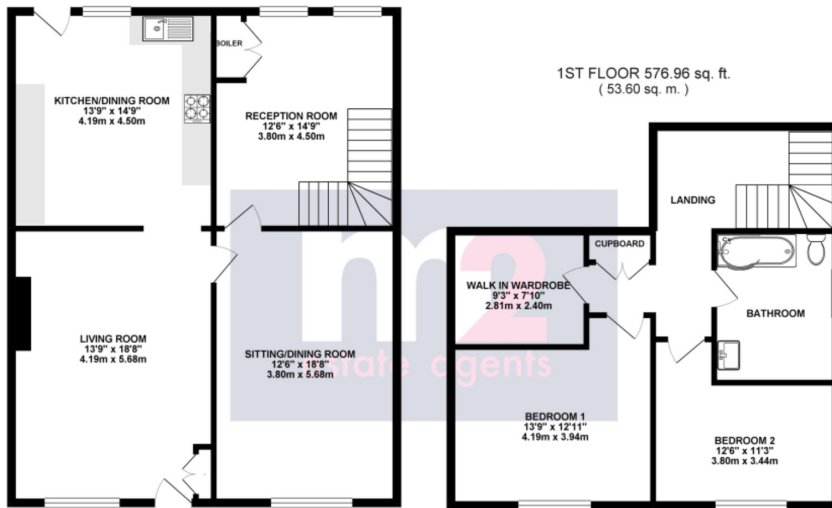 1ST FLOOR 576.96 sq. ft.
( 53.60 sq. m. )
KITCHEN/DINING ROOM
13'9" x 14'9"
4.19m x 4.50m
BOILER
RECEPTION ROOM
12'6" x 14'9"
3.80m x 4.50m
LIVING ROOM
13'9" x 18'8"
4.19m x 5.68m
SITTING/DINING ROOM
12'6" x 18'8"
3.80m x 5.68m
LANDING
CUPBOARD
WALK IN WARDROBE
9'3" x 7'10"
2.81m x 2.40m
BATHROOM
BEDROOM 1
13'9" x 12'11"
4.19m x 3.94m
BEDROOM 2
12'6" x 11'3"
3.80m x 3.44m
m2
estate agents